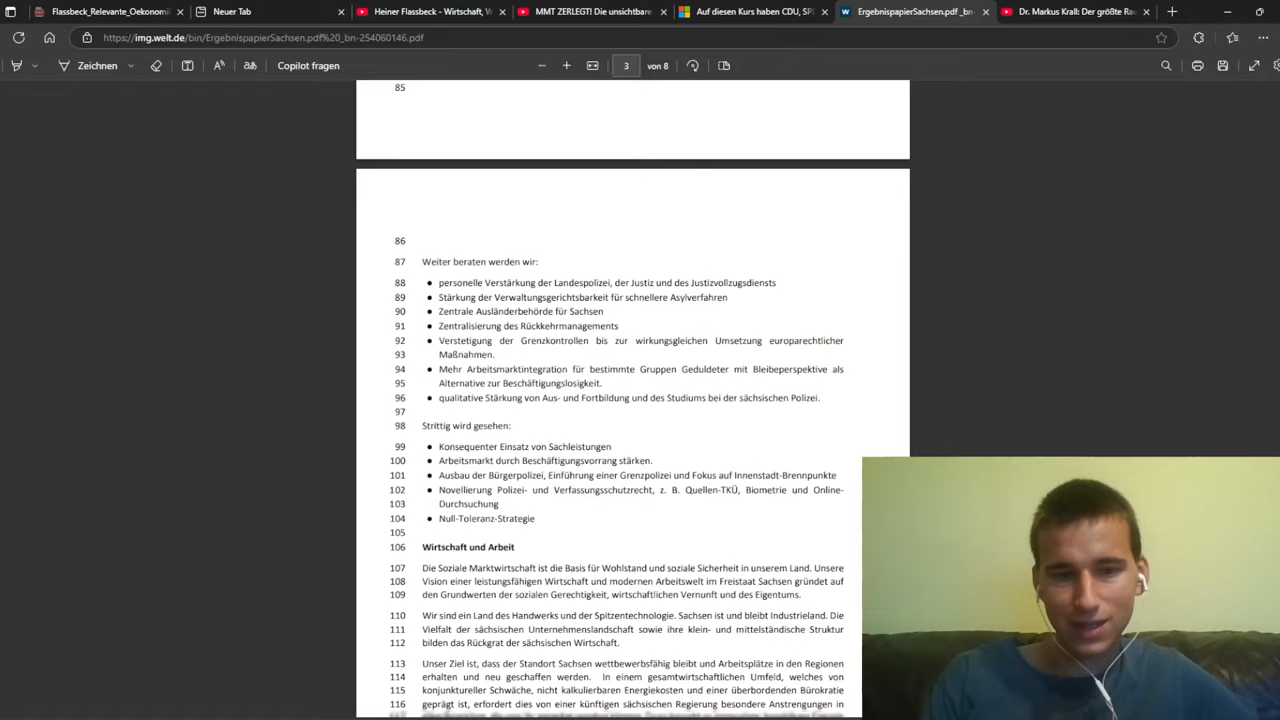 Flassbeck_Relevante_Oekonomil
Neuer Tab
Heiner Flassbeck - Wirtschaft, W
MMT ZERLEGT! Die unsichtbare
Auf diesen Kurs haben CDU, SP
ErgebnispapierSachsen.pdf_bn-
Dr. Markus Krall: Der größte Rau
https://img.welt.de/bin/ErgebnispapierSachsen.pdf%20_bn-254060146.pdf
Zeichnen
Copilot fragen
3 von 8
85
86
87 Weiter beraten werden wir:
88 ● personelle Verstärkung der Landespolizei, der Justiz und des Justizvollzugsdiensts
89 ● Stärkung der Verwaltungsgerichtsbarkeit für schnellere Asylverfahren
90 ● Zentrale Ausländerbehörde für Sachsen
91 ● Zentralisierung des Rückkehrmanagements
92 ● Verstetigung der Grenzkontrollen bis zur wirkungsgleichen Umsetzung europarechtlicher
93 Maßnahmen.
94 ● Mehr Arbeitsmarktintegration für bestimmte Gruppen Geduldeter mit Bleibeperspektive als
95 Alternative zur Beschäftigungslosigkeit.
96 ● qualitative Stärkung von Aus- und Fortbildung und des Studiums bei der sächsischen Polizei.
97
98 Strittig wird gesehen:
99 ● Konsequenter Einsatz von Sachleistungen
100 ● Arbeitsmarkt durch Beschäftigungsvorrang stärken.
101 ● Ausbau der Bürgerpolizei, Einführung einer Grenzpolizei und Fokus auf Innenstadt-Brennpunkte
102 ● Novellierung Polizei- und Verfassungsschutzrecht, z. B. Quellen-TKÜ, Biometrie und Online-
103 Durchsuchung
104 ● Null-Toleranz-Strategie
105
106 Wirtschaft und Arbeit
107 Die Soziale Marktwirtschaft ist die Basis für Wohlstand und soziale Sicherheit in unserem Land. Unsere
108 Vision einer leistungsfähigen Wirtschaft und modernen Arbeitswelt im Freistaat Sachsen gründet auf
109 den Grundwerten der sozialen Gerechtigkeit, wirtschaftlichen Vernunft und des Eigentums.
110 Wir sind ein Land des Handwerks und der Spitzentechnologie. Sachsen ist und bleibt Industrieland. Die
111 Vielfalt der sächsischen Unternehmenslandschaft sowie ihre klein- und mittelständische Struktur
112 bilden das Rückgrat der sächsischen Wirtschaft.
113 Unser Ziel ist, dass der Standort Sachsen wettbewerbsfähig bleibt und Arbeitsplätze in den Regionen
114 erhalten und neu geschaffen werden. In einem gesamtwirtschaftlichen Umfeld, welches von
115 konjunktureller Schwäche, nicht kalkulierbaren Energiekosten und einer überbordenden Bürokratie
116 geprägt ist, erfordert dies von einer künftigen sächsischen Regierung besondere Anstrengungen in